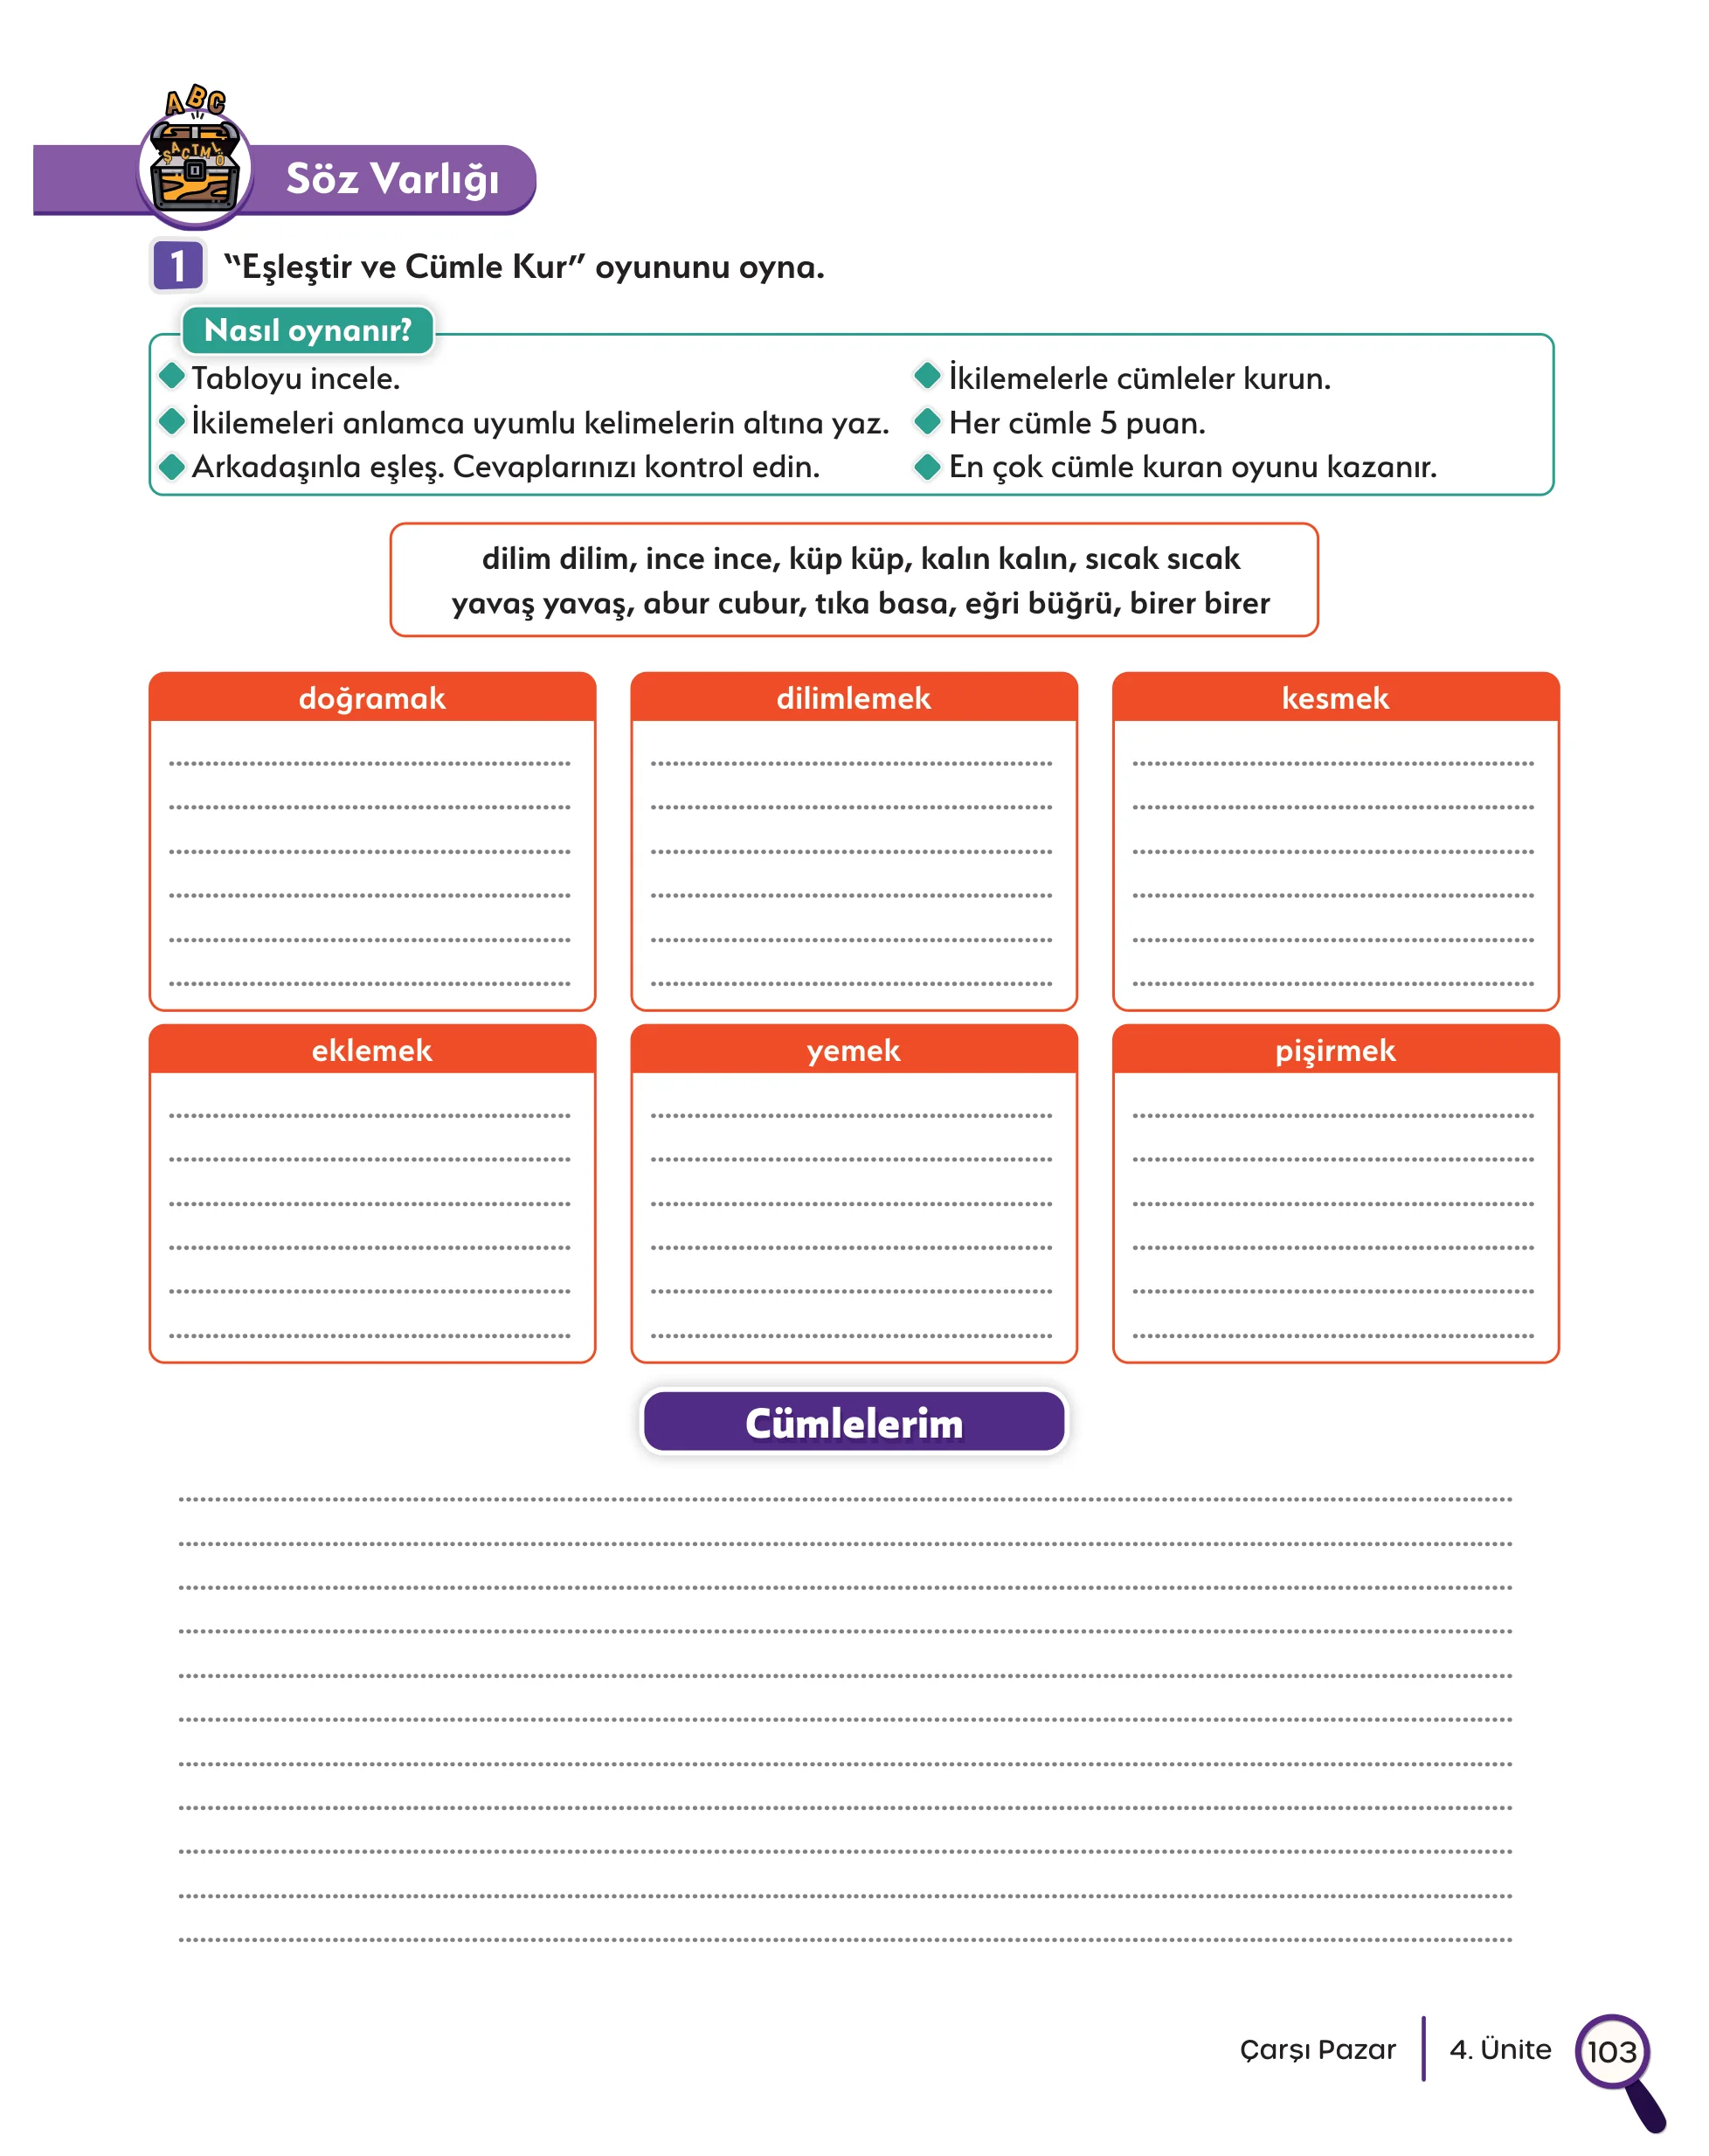 A B C
Ş A C T M L Ö
Söz Varlığı
1 “Eşleştir ve Cümle Kur” oyununu oyna.
Nasıl oynanır?
Tabloyu incele.
İkilemeleri anlamca uyumlu kelimelerin altına yaz.
Arkadaşınla eşleş. Cevaplarınızı kontrol edin.
İkilemelerle cümleler kurun.
Her cümle 5 puan.
En çok cümle kuran oyunu kazanır.
dilim dilim, ince ince, küp küp, kalın kalın, sıcak sıcak
yavaş yavaş, abur cubur, tıka basa, eğri büğrü, birer birer
doğramak
dilimlemek
kesmek
eklemek
yemek
pişirmek
Cümlelerim
Çarşı Pazar 4. Ünite 103